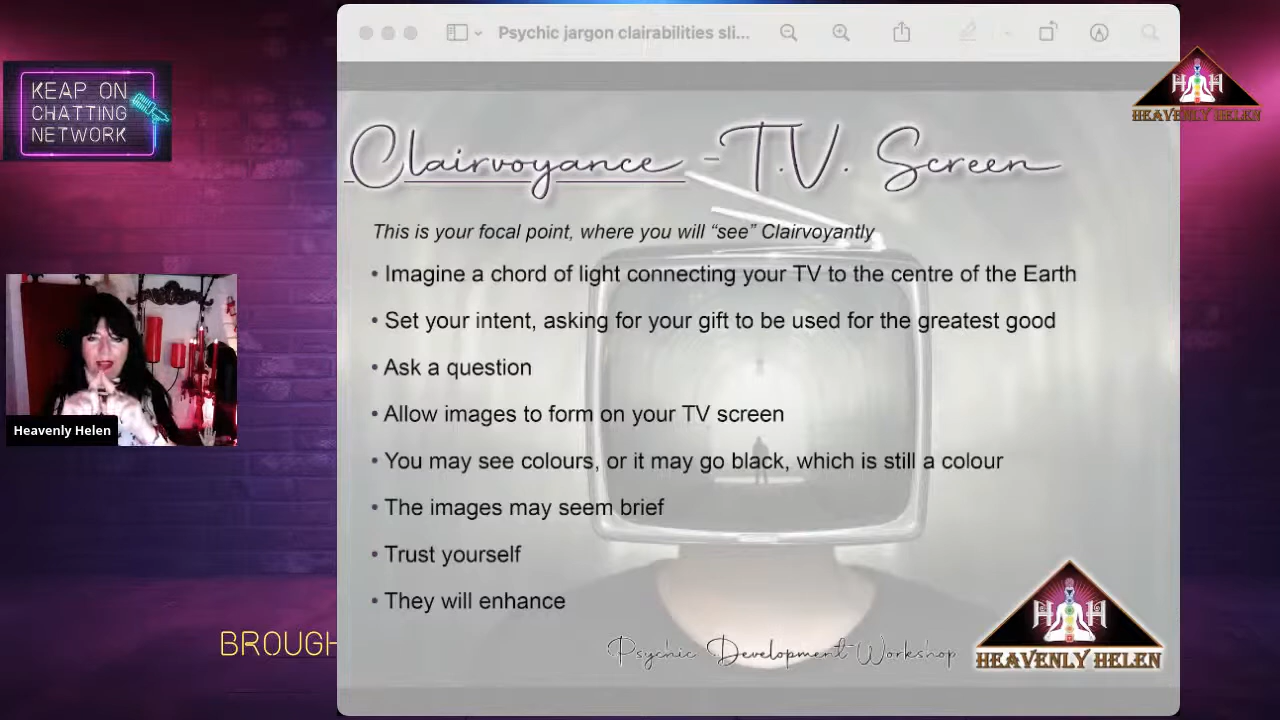 Psychic jargon clairabilities sli...
KEAP ON
CHATTING
NETWORK
HEAVENLY HELEN
Clairvoyance - T.V. Screen
This is your focal point, where you will “see” Clairvoyantly
• Imagine a chord of light connecting your TV to the centre of the Earth
• Set your intent, asking for your gift to be used for the greatest good
• Ask a question
• Allow images to form on your TV screen
• You may see colours, or it may go black, which is still a colour
• The images may seem brief
• Trust yourself
• They will enhance
Heavenly Helen
BROUGH
Psychic Development Workshop
H H
HEAVENLY HELEN